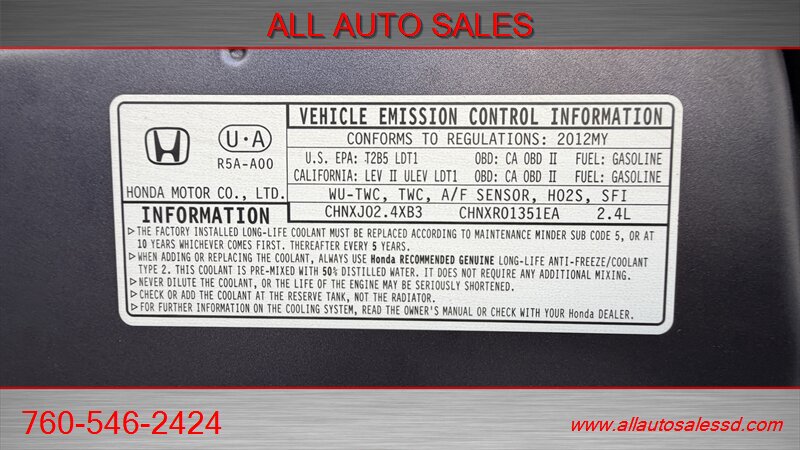 ALL AUTO SALES
VEHICLE EMISSION CONTROL INFORMATION
U·A
R5A-A00
HONDA MOTOR CO., LTD.
CONFORMS TO REGULATIONS: 2012MY
U.S. EPA: T2B5 LDT1 OBD: CA OBD II FUEL: GASOLINE
CALIFORNIA: LEV II ULEV LDT1 OBD: CA OBD II FUEL: GASOLINE
WU-TWC, TWC, A/F SENSOR, HO2S, SFI
CHNXJ02.4XB3 CHNXR01351EA 2.4L
INFORMATION
▷THE FACTORY INSTALLED LONG-LIFE COOLANT MUST BE REPLACED ACCORDING TO MAINTENANCE MINDER SUB CODE 5, OR AT
10 YEARS WHICHEVER COMES FIRST. THEREAFTER EVERY 5 YEARS.
▷WHEN ADDING OR REPLACING THE COOLANT, ALWAYS USE Honda RECOMMENDED GENUINE LONG-LIFE ANTI-FREEZE/COOLANT
TYPE 2. THIS COOLANT IS PRE-MIXED WITH 50% DISTILLED WATER. IT DOES NOT REQUIRE ANY ADDITIONAL MIXING.
▷NEVER DILUTE THE COOLANT, OR THE LIFE OF THE ENGINE MAY BE SERIOUSLY SHORTENED.
▷CHECK OR ADD THE COOLANT AT THE RESERVE TANK, NOT THE RADIATOR.
▷FOR FURTHER INFORMATION ON THE COOLING SYSTEM, READ THE OWNER'S MANUAL OR CHECK WITH YOUR Honda DEALER.
760-546-2424
www.allautosalessd.com